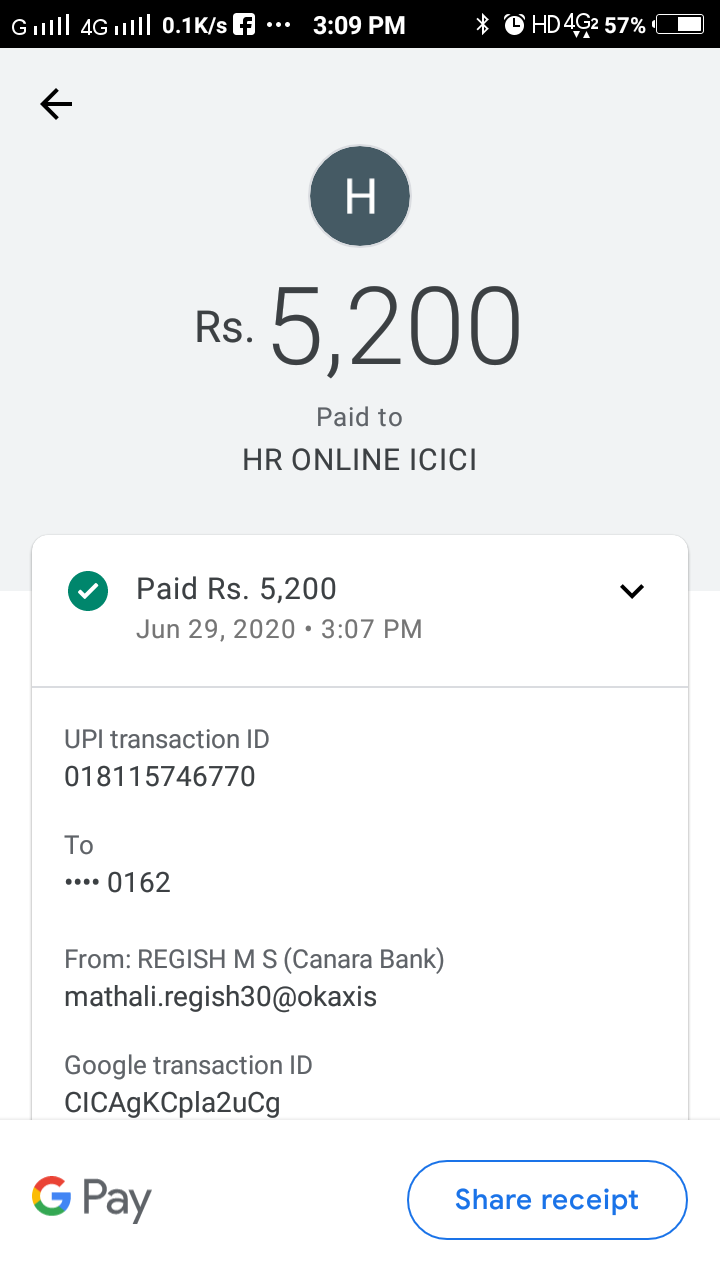 G 4G 0.1K/s ••• 3:09 PM HD 4G2 57%
H
Rs. 5,200
Paid to
HR ONLINE ICICI
Paid Rs. 5,200
Jun 29, 2020 • 3:07 PM
UPI transaction ID
018115746770
To
•••• 0162
From: REGISH M S (Canara Bank)
mathali.regish30@okaxis
Google transaction ID
CICAgKCpla2uCg
G Pay
Share receipt